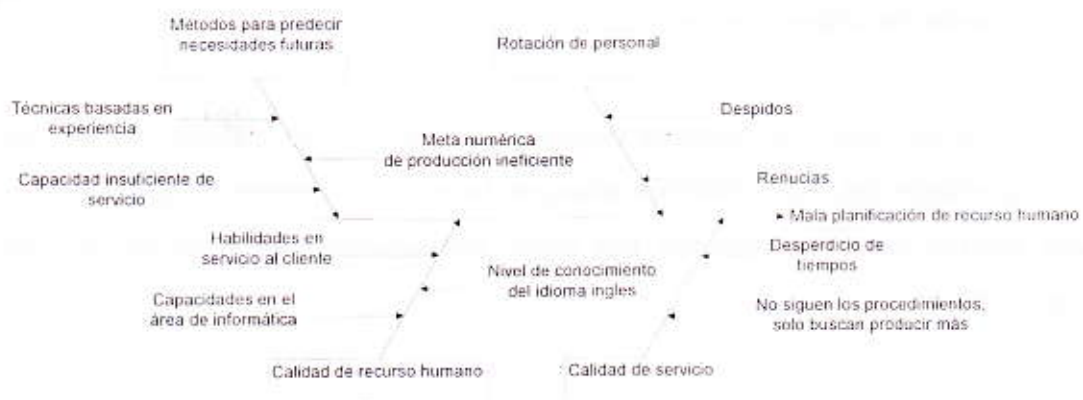 Métodos para predecir
necesidades futuras
Rotación de personal
Técnicas basadas en
experiencia
Despidos
Meta numérica
de producción ineficiente
Capacidad insuficiente de
servicio
Renucias
Mala planificación de recurso humano
Habilidades en
servicio al cliente
Desperdicio de
tiempos
Nivel de conocimiento
del idioma ingles
Capacidades en el
área de informática
No siguen los procedimientos,
solo buscan producir más
Calidad de recurso humano
Calidad de servicio